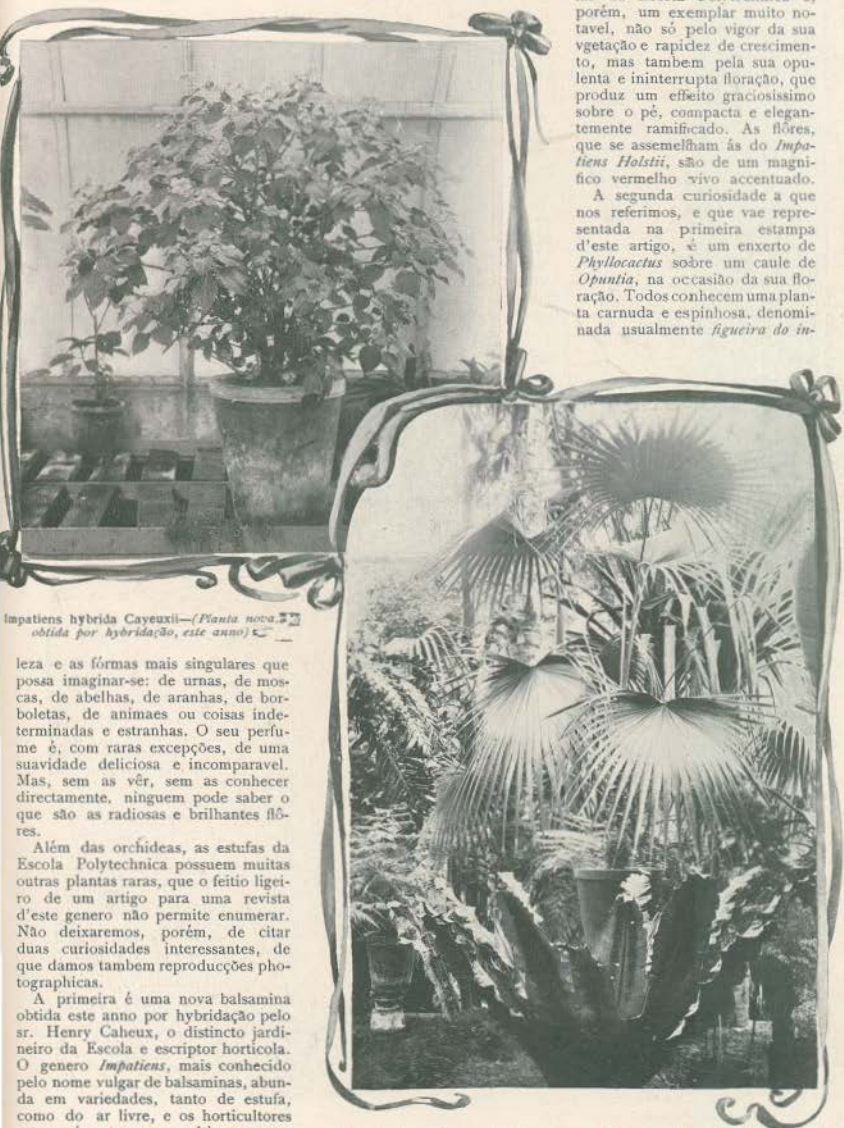 Impatiens hybrida Cayeuxii—(Planta nova,
obtida por hybridação, este anno)
leza e as fórmas mais singulares que
possa imaginar-se: de urnas, de mos-
cas, de abelhas, de aranhas, de bor-
boletas, de animaes ou coisas inde-
terminadas e estranhas. O seu perfu-
me é, com raras excepções, de uma
suavidade deliciosa e incomparavel.
Mas, sem as vêr, sem as conhecer
directamente, ninguem pode saber o
que são as radiosas e brilhantes flô-
res.
Além das orchideas, as estufas da
Escola Polytechnica possuem muitas
outras plantas raras, que o feitio ligei-
ro de um artigo para uma revista
d'este genero não permite enumerar.
Não deixaremos, porém, de citar
duas curiosidades interessantes, de
que damos tambem reproducções pho-
tographicas.
A primeira é uma nova balsamina
obtida este anno por hybridação pelo
sr. Henry Caheux, o distincto jardi-
neiro da Escola e escriptor horticola.
O genero Impatiens, mais conhecido
pelo nome vulgar de balsaminas, abun-
da em variedades, tanto de estufa,
como do ar livre, e os horticultores
porém, um exemplar muito no-
tavel, não só pelo vigor da sua
vgetação e rapidez de crescimen-
to, mas tambem pela sua opu-
lenta e ininterrupta floração, que
produz um effeito graciosissimo
sobre o pé, compacta e elegan-
temente ramificado. As flôres,
que se assemelham ás do Impa-
tiens Holstii, são de um magni-
fico vermelho vivo accentuado.
A segunda curiosidade a que
nos referimos, e que vae repre-
sentada na primeira estampa
d'este artigo, é um enxerto de
Phyllocactus sobre um caule de
Opuntia, na occasião da sua flo-
ração. Todos conhecem uma plan-
ta carnuda e espinhosa, denomi-
nada usualmente figueira do in-